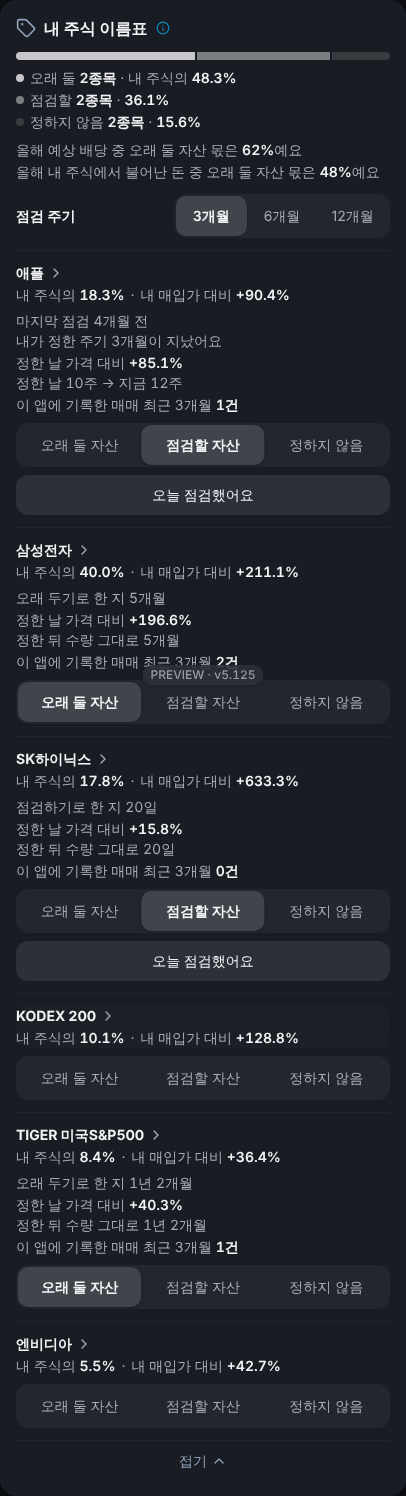 내 주식 이름표
오래 둘 2종목 · 내 주식의 48.3%
점검할 2종목 · 36.1%
정하지 않음 2종목 · 15.6%
올해 예상 배당 중 오래 둘 자산 몫은 62%예요
올해 내 주식에서 불어난 돈 중 오래 둘 자산 몫은 48%예요
점검 주기 3개월 6개월 12개월
애플
내 주식의 18.3% · 내 매입가 대비 +90.4%
마지막 점검 4개월 전
내가 정한 주기 3개월이 지났어요
정한 날 가격 대비 +85.1%
정한 날 10주 → 지금 12주
이 앱에 기록한 매매 최근 3개월 1건
오래 둘 자산 점검할 자산 정하지 않음
오늘 점검했어요
삼성전자
내 주식의 40.0% · 내 매입가 대비 +211.1%
오래 두기로 한 지 5개월
정한 날 가격 대비 +196.6%
정한 뒤 수량 그대로 5개월
이 앱에 기록한 매매 최근 3개월 2건
PREVIEW · v5.125
오래 둘 자산 점검할 자산 정하지 않음
SK하이닉스
내 주식의 17.8% · 내 매입가 대비 +633.3%
점검하기로 한 지 20일
정한 날 가격 대비 +15.8%
정한 뒤 수량 그대로 20일
이 앱에 기록한 매매 최근 3개월 0건
오래 둘 자산 점검할 자산 정하지 않음
오늘 점검했어요
KODEX 200
내 주식의 10.1% · 내 매입가 대비 +128.8%
오래 둘 자산 점검할 자산 정하지 않음
TIGER 미국S&P500
내 주식의 8.4% · 내 매입가 대비 +36.4%
오래 두기로 한 지 1년 2개월
정한 날 가격 대비 +40.3%
정한 뒤 수량 그대로 1년 2개월
이 앱에 기록한 매매 최근 3개월 1건
오래 둘 자산 점검할 자산 정하지 않음
엔비디아
내 주식의 5.5% · 내 매입가 대비 +42.7%
오래 둘 자산 점검할 자산 정하지 않음
접기